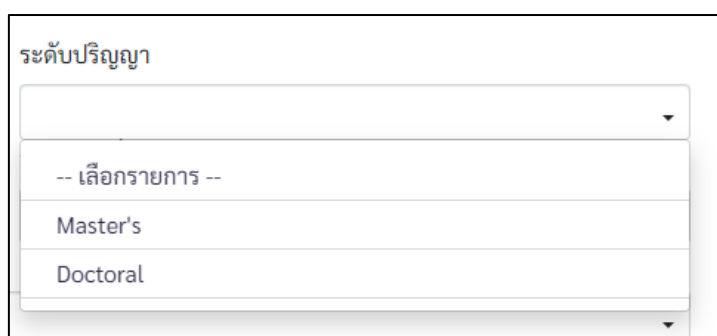 ระดับปริญญา
-- เลือกรายการ --
Master's
Doctoral